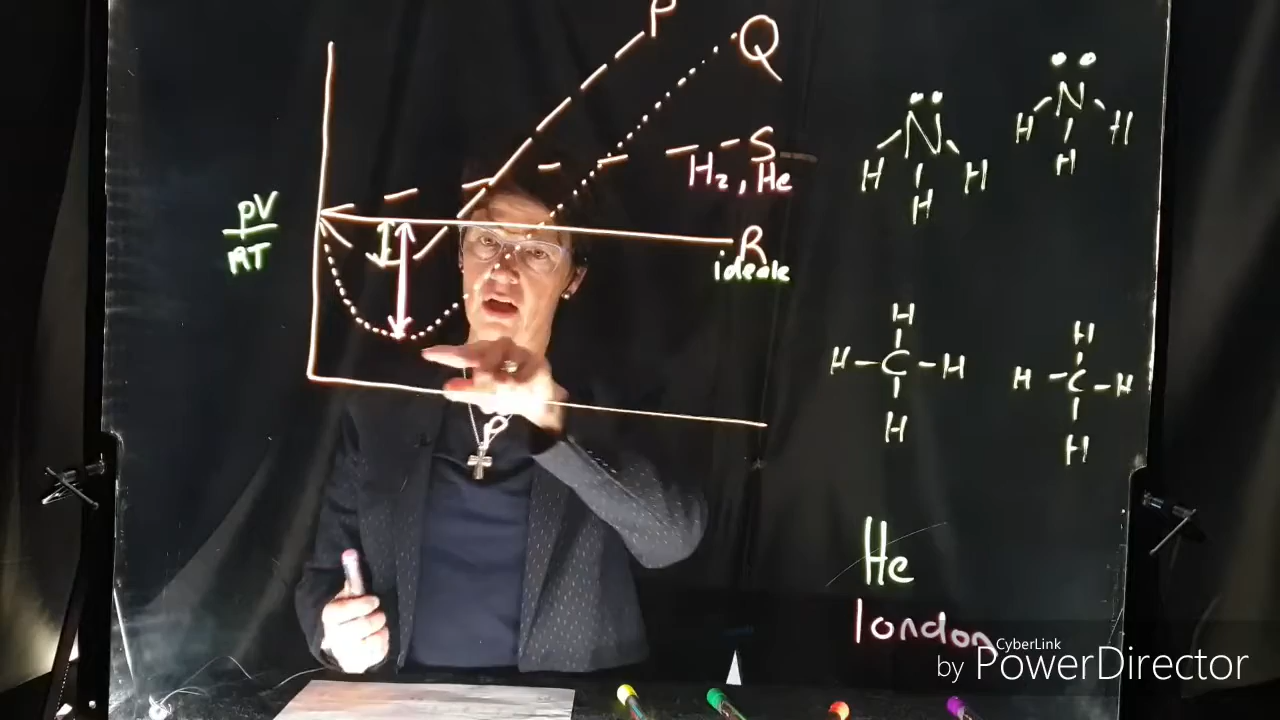 P
Q
S
H₂, He
pV
RT
R
ideale
N
H H
H
N
H H
H
H
H-C-H
H
H
H-C-H
H
He
london
CyberLink
by PowerDirector